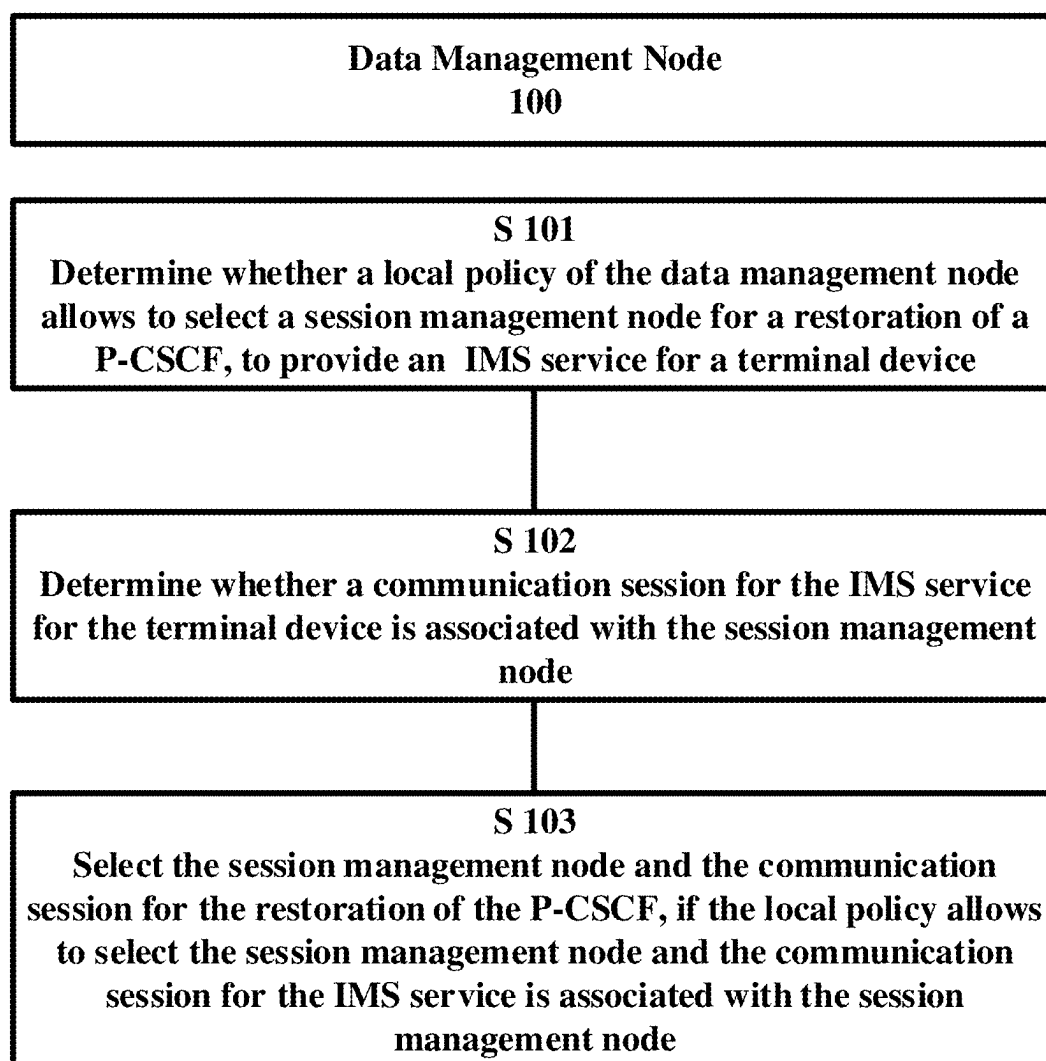 Data Management Node
100
S 101
Determine whether a local policy of the data management node
allows to select a session management node for a restoration of a
P-CSCF, to provide an IMS service for a terminal device
S 102
Determine whether a communication session for the IMS service
for the terminal device is associated with the session management
node
S 103
Select the session management node and the communication
session for the restoration of the P-CSCF, if the local policy allows
to select the session management node and the communication
session for the IMS service is associated with the session
management node